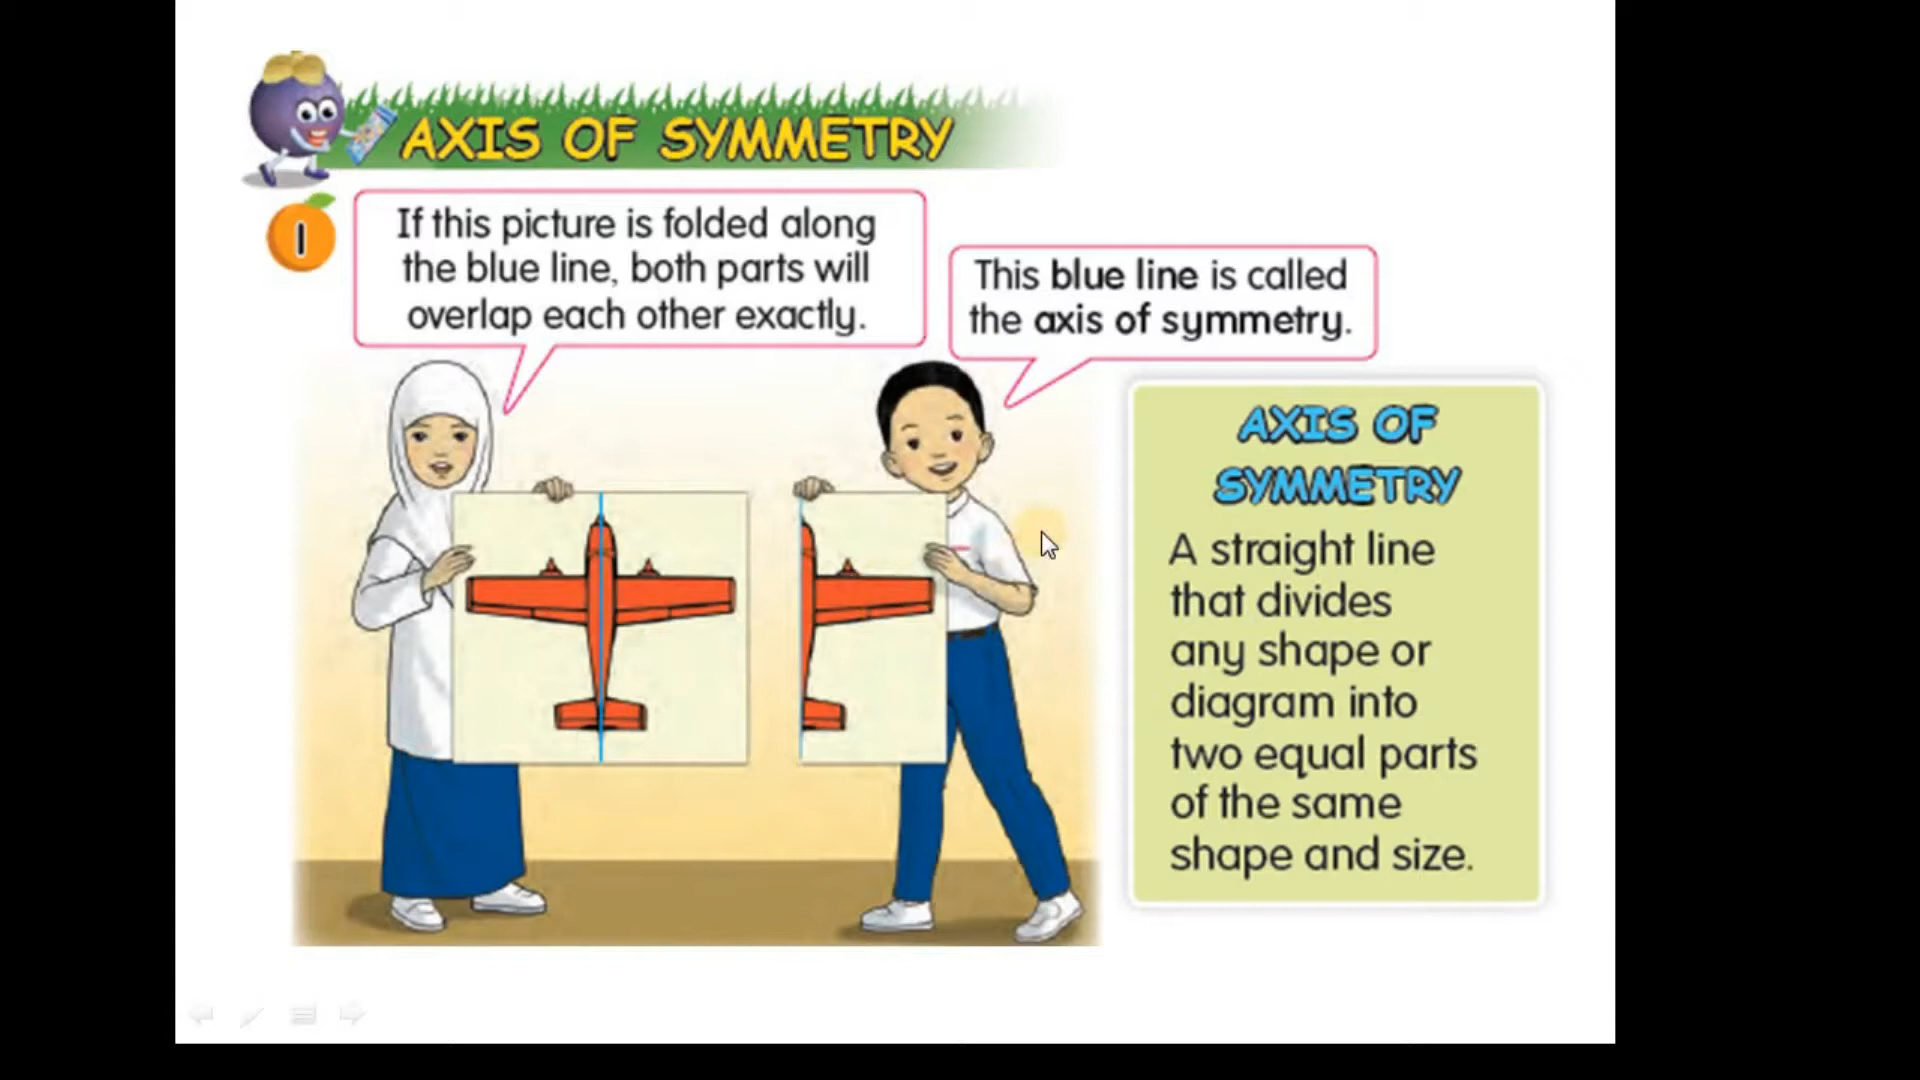 AXIS OF SYMMETRY
1
If this picture is folded along
the blue line, both parts will
overlap each other exactly.
This blue line is called
the axis of symmetry.
AXIS OF
SYMMETRY
A straight line
that divides
any shape or
diagram into
two equal parts
of the same
shape and size.